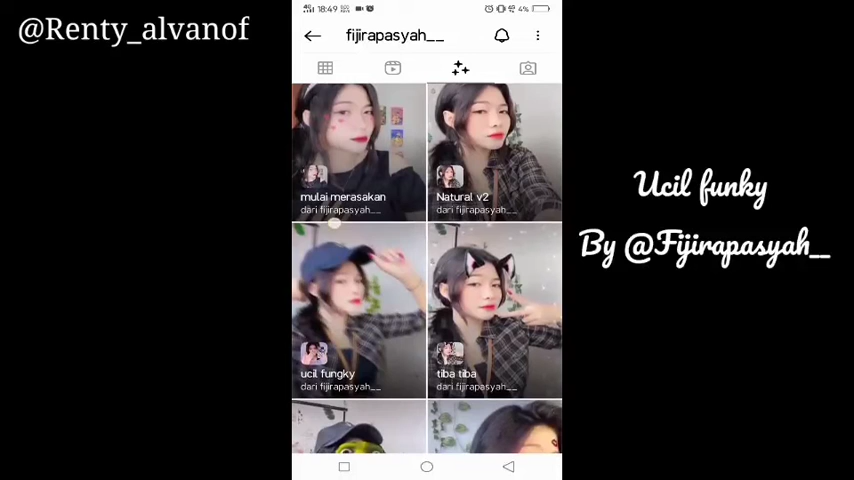 @Renty_alvanof
18:49
4%
fijirapasyah__
mulai merasakan
dari fijirapasyah__
Natural v2
dari fijirapasyah__
ucil fungky
dari fijirapasyah__
tiba tiba
dari fijirapasyah__
Ucil funky
By @Fijirapasyah__